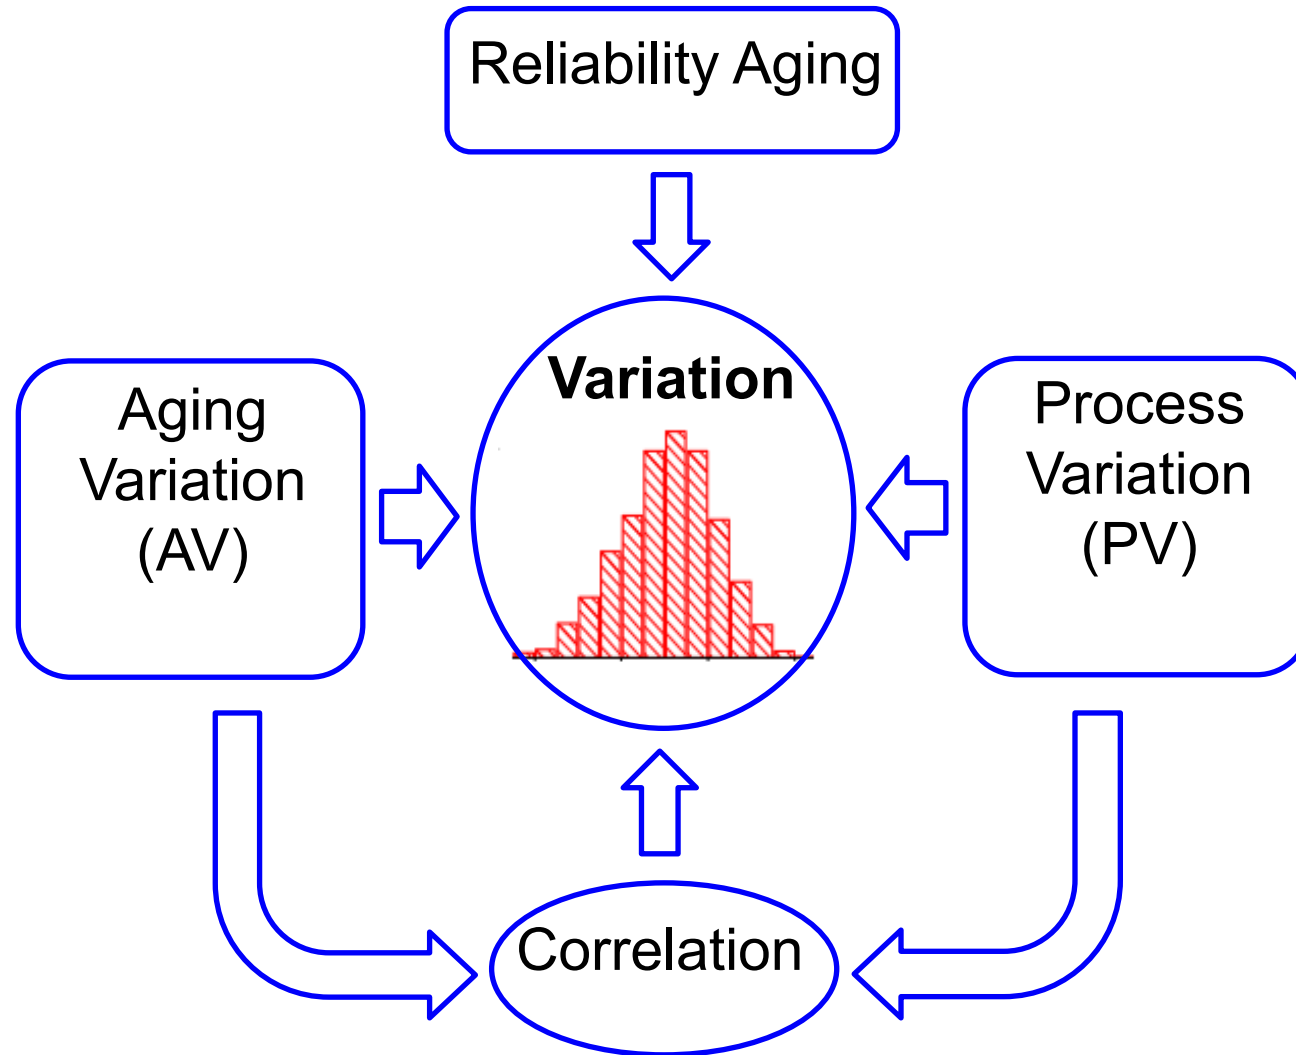 Reliability Aging
Variation
Aging
Variation
(AV)
Process
Variation
(PV)
Correlation